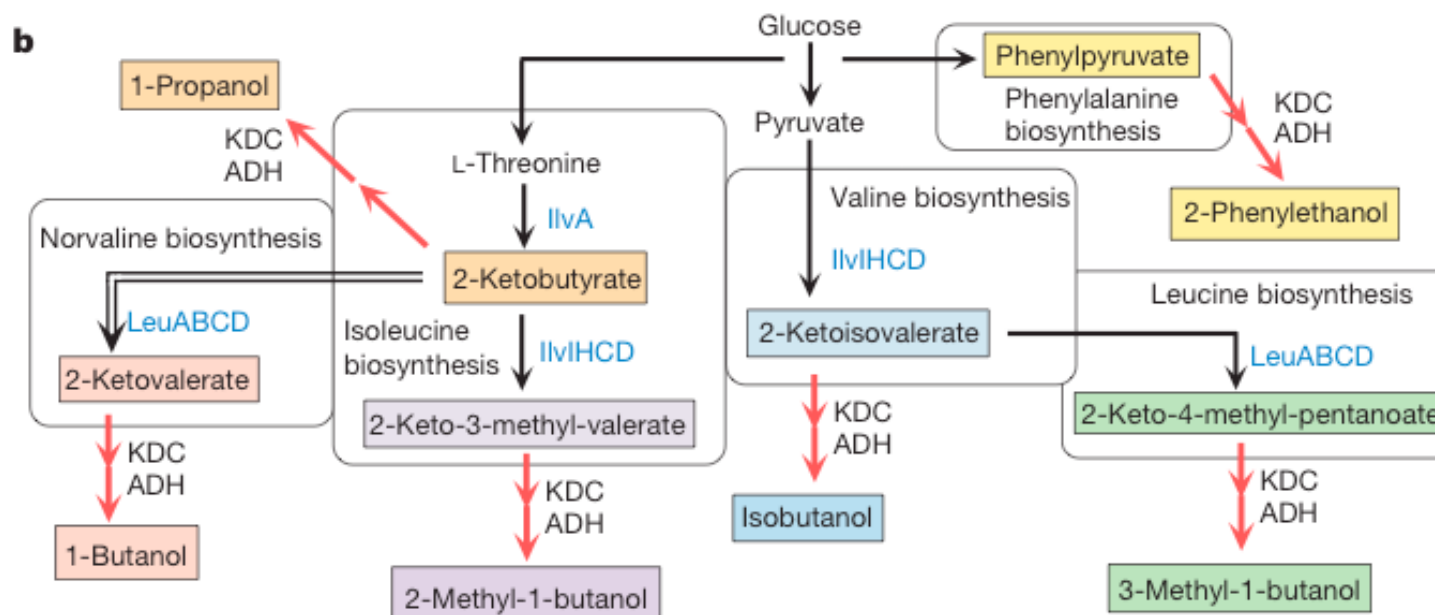 b
Glucose
1-Propanol
Phenylpyruvate
Phenylalanine
biosynthesis
KDC
ADH
KDC
ADH
Pyruvate
L-Threonine
Valine biosynthesis
2-Phenylethanol
IlvA
Norvaline biosynthesis
IlvIHCD
2-Ketobutyrate
Leucine biosynthesis
LeuABCD
Isoleucine
biosynthesis
IlvIHCD
2-Ketoisovalerate
LeuABCD
2-Ketovalerate
2-Keto-3-methyl-valerate
KDC
ADH
2-Keto-4-methyl-pentanoate
KDC
ADH
KDC
ADH
KDC
ADH
Isobutanol
1-Butanol
2-Methyl-1-butanol
3-Methyl-1-butanol